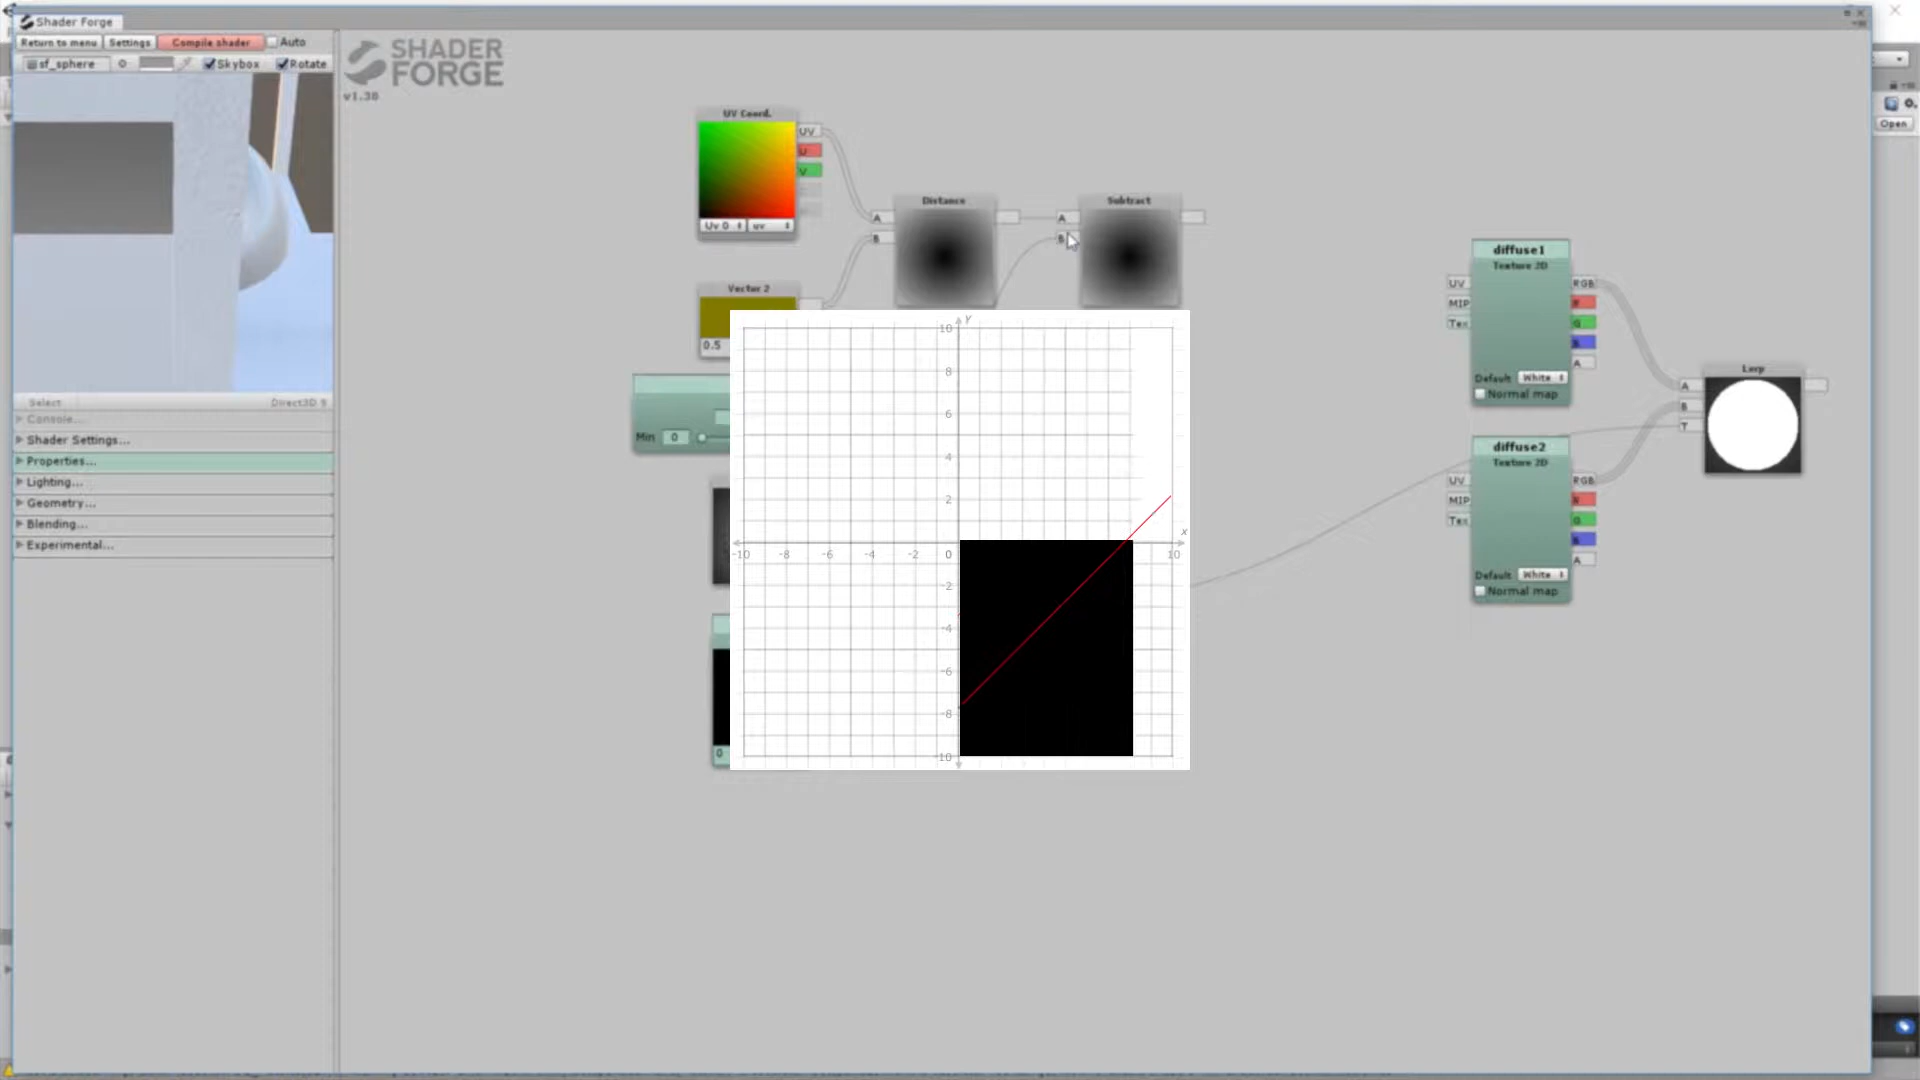 Shader Forge
Return to menu Settings Compile shader Auto
sf_sphere Skybox Rotate
SHADER
FORGE
v1.38
Select Direct3D 9
Console...
Shader Settings...
Properties...
Lighting...
Geometry...
Blending...
Experimental...
UV Coord.
UV
U
V
Uv 0 uv
Distance
A
B
Subtract
A
B
Vector 2
0.5
Min 0
0
Y
10
8
6
4
2
x
-10 -8 -6 -4 -2 0 10
-2
-4
-6
-8
-10
diffuse1
Texture 2D
UV RGB
MIP R
Tex G
B
A
Default White
Normal map
diffuse2
Texture 2D
UV RGB
MIP R
Tex G
B
A
Default White
Normal map
Lerp
A
B
T
Open